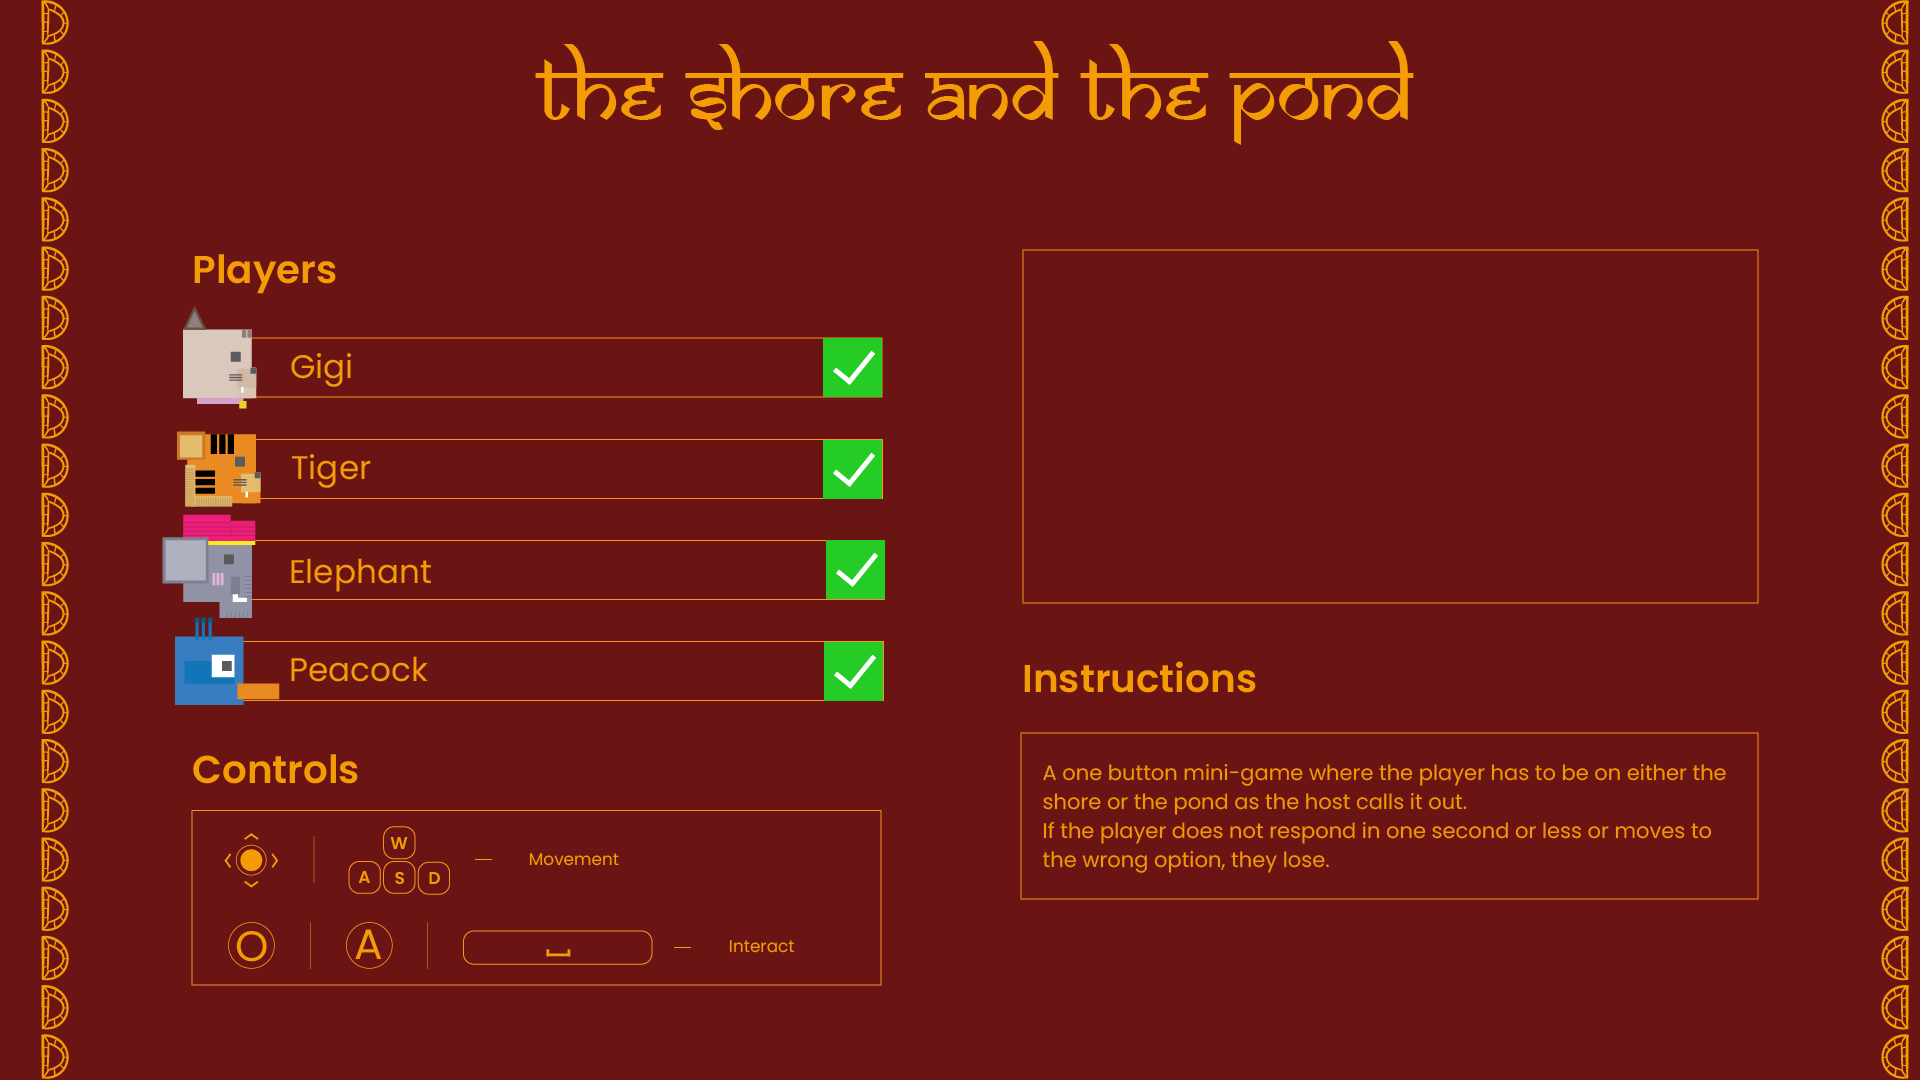 the shore and the pond
Players
Gigi
Tiger
Elephant
Peacock
Controls
W
A S D
Movement
O
A
Interact
Instructions
A one button mini-game where the player has to be on either the
shore or the pond as the host calls it out.
If the player does not respond in one second or less or moves to
the wrong option, they lose.